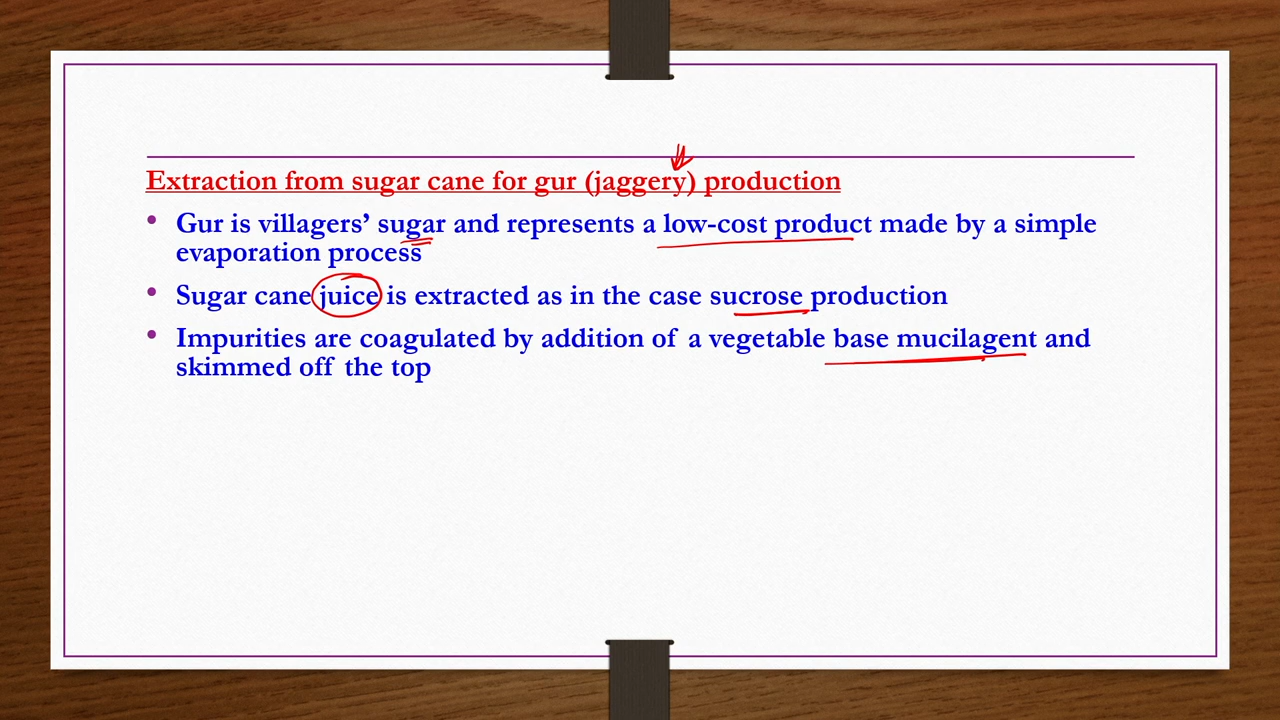 Extraction from sugar cane for gur (jaggery) production
• Gur is villagers’ sugar and represents a low-cost product made by a simple
evaporation process
• Sugar cane juice is extracted as in the case sucrose production
• Impurities are coagulated by addition of a vegetable base mucilagent and
skimmed off the top